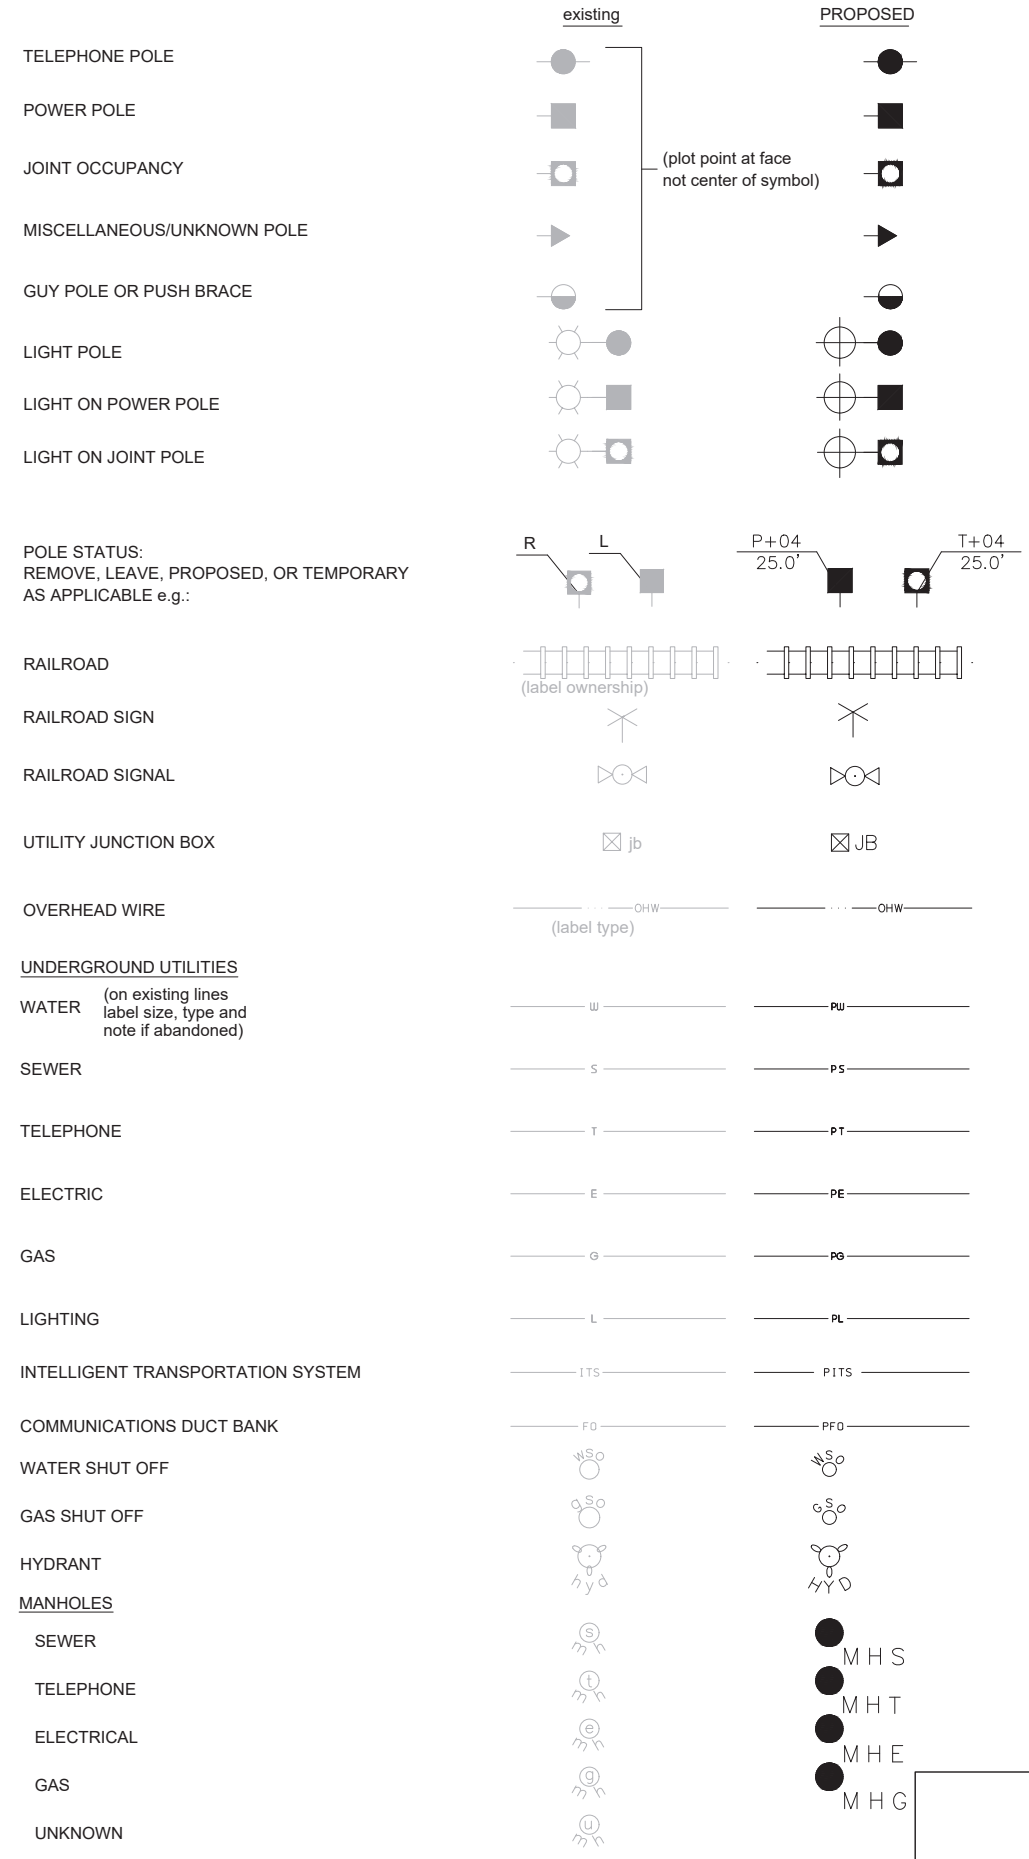 existing PROPOSED
TELEPHONE POLE
POWER POLE
JOINT OCCUPANCY
(plot point at face
not center of symbol)
MISCELLANEOUS/UNKNOWN POLE
GUY POLE OR PUSH BRACE
LIGHT POLE
LIGHT ON POWER POLE
LIGHT ON JOINT POLE
POLE STATUS:
REMOVE, LEAVE, PROPOSED, OR TEMPORARY
AS APPLICABLE e.g.:
R L P+04 T+04
25.0' 25.0'
RAILROAD
(label ownership)
RAILROAD SIGN
RAILROAD SIGNAL
UTILITY JUNCTION BOX jb JB
OVERHEAD WIRE OHW OHW
(label type)
UNDERGROUND UTILITIES
WATER (on existing lines
label size, type and
note if abandoned)
W PW
SEWER S PS
TELEPHONE T PT
ELECTRIC E PE
GAS G PG
LIGHTING L PL
INTELLIGENT TRANSPORTATION SYSTEM ITS PITS
COMMUNICATIONS DUCT BANK FO PFO
WATER SHUT OFF wso WSO
GAS SHUT OFF gso GSO
HYDRANT hyd HYD
MANHOLES
SEWER s mh MHS
TELEPHONE t mh MHT
ELECTRICAL e mh MHE
GAS g mh MHG
UNKNOWN u mh